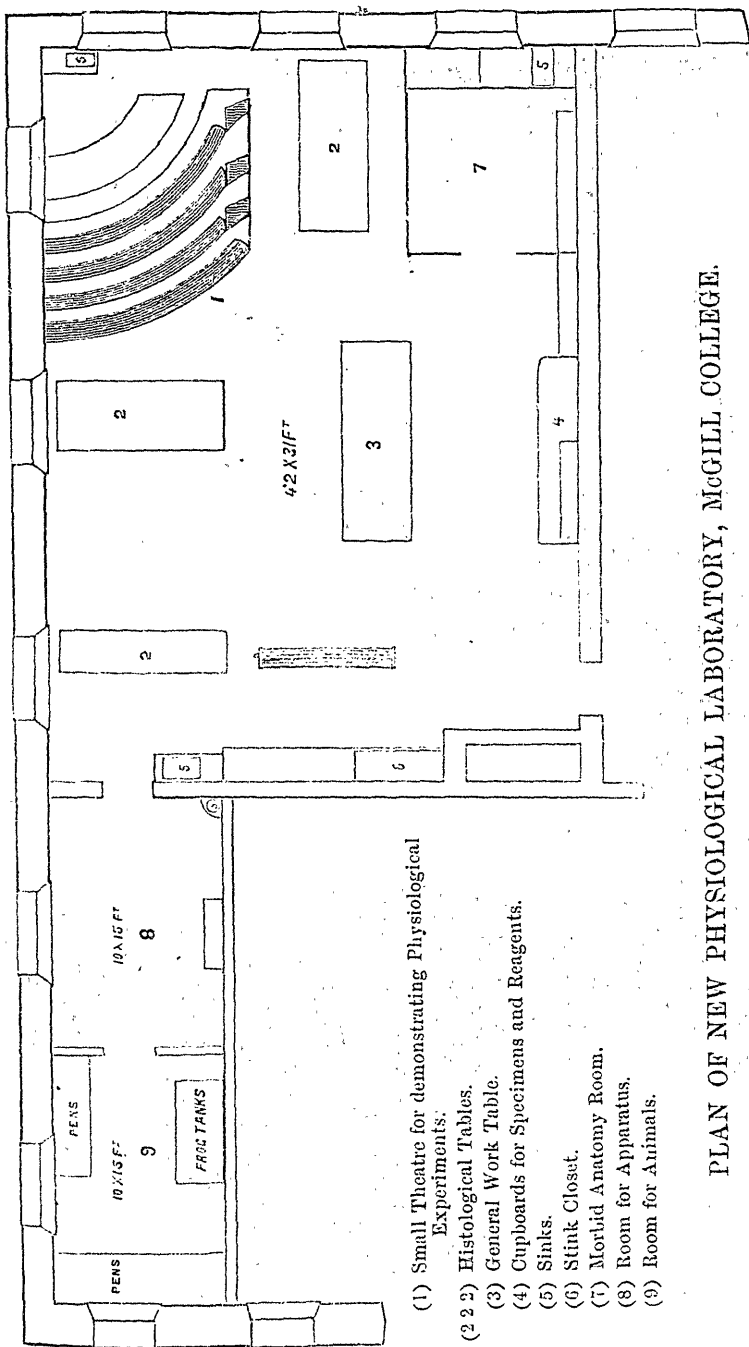 5
1
2
2
7
5
2
42 X 31 FT
3
4
2
5
6
10 X 15 FT
8
PENS
10 X 15 FT
9
FROG TANKS
PENS
(1) Small Theatre for demonstrating Physiological
Experiments.
(2 2 2) Histological Tables.
(3) General Work Table.
(4) Cupboards for Specimens and Reagents.
(5) Sinks.
(6) Stink Closet.
(7) Morbid Anatomy Room.
(8) Room for Apparatus.
(9) Room for Animals.
PLAN OF NEW PHYSIOLOGICAL LABORATORY, McGILL COLLEGE.